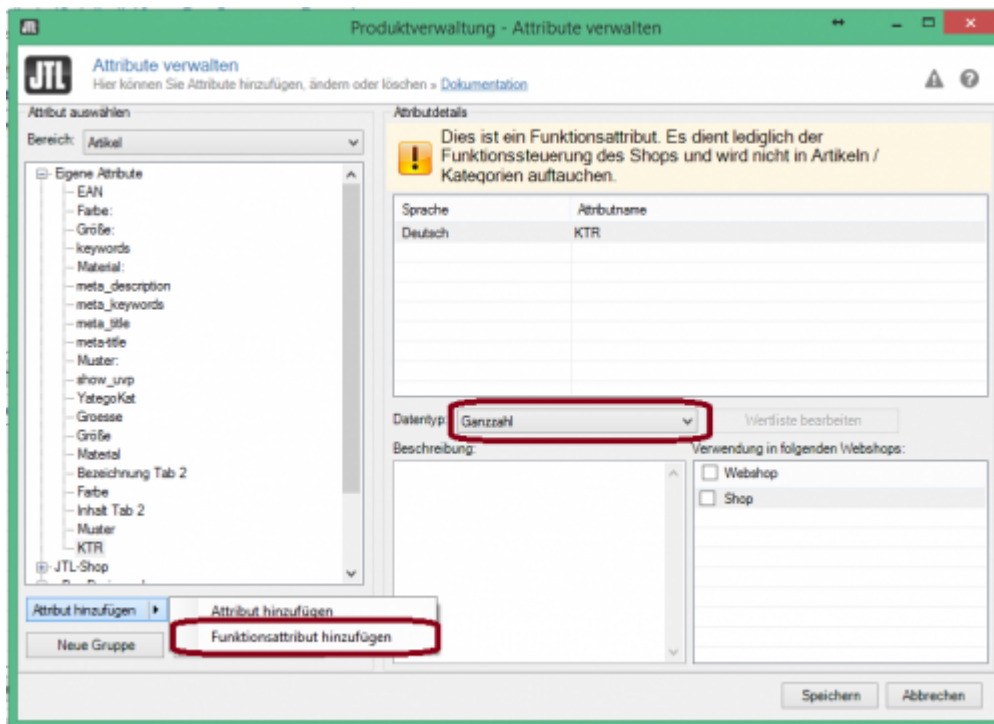 Produktverwaltung - Attribute verwalten
JTL
Attribute verwalten
Hier können Sie Attribute hinzufügen, ändern oder löschen » Dokumentation
Attribut auswählen
Bereich: Artikel
Eigene Attribute
EAN
Farbe:
Größe:
keywords
Material:
meta_description
meta_keywords
meta_title
meta-title
Muster:
show_uvp
YategoKat
Groesse
Größe
Material
Bezeichnung Tab 2
Farbe
Inhalt Tab 2
Muster
KTR
JTL-Shop
Attribut hinzufügen
Attribut hinzufügen
Funktionsattribut hinzufügen
Neue Gruppe
Attributdetails
Dies ist ein Funktionsattribut. Es dient lediglich der
Funktionssteuerung des Shops und wird nicht in Artikeln /
Kategorien auftauchen.
Sprache Attributname
Deutsch KTR
Datentyp: Ganzzahl Wertliste bearbeiten
Beschreibung:
Verwendung in folgenden Webshops:
Webshop
Shop
Speichern Abbrechen